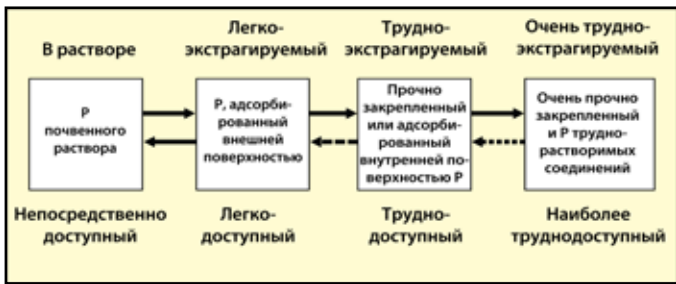 В растворе
Легко-
экстрагируемый
Трудно-
экстрагируемый
Очень трудно-
экстрагируемый
Р
почвенного
раствора
Р, адсорби-
рованный
внешней
поверхностью
Прочно
закрепленный
или адсорби-
рованный
внутренней по-
верхностью Р
Очень прочно
закрепленный
и Р трудно-
растворимых
соединений
Непосредственно
доступный
Легко-
доступный
Трудно-
доступный
Наиболее
труднодоступный